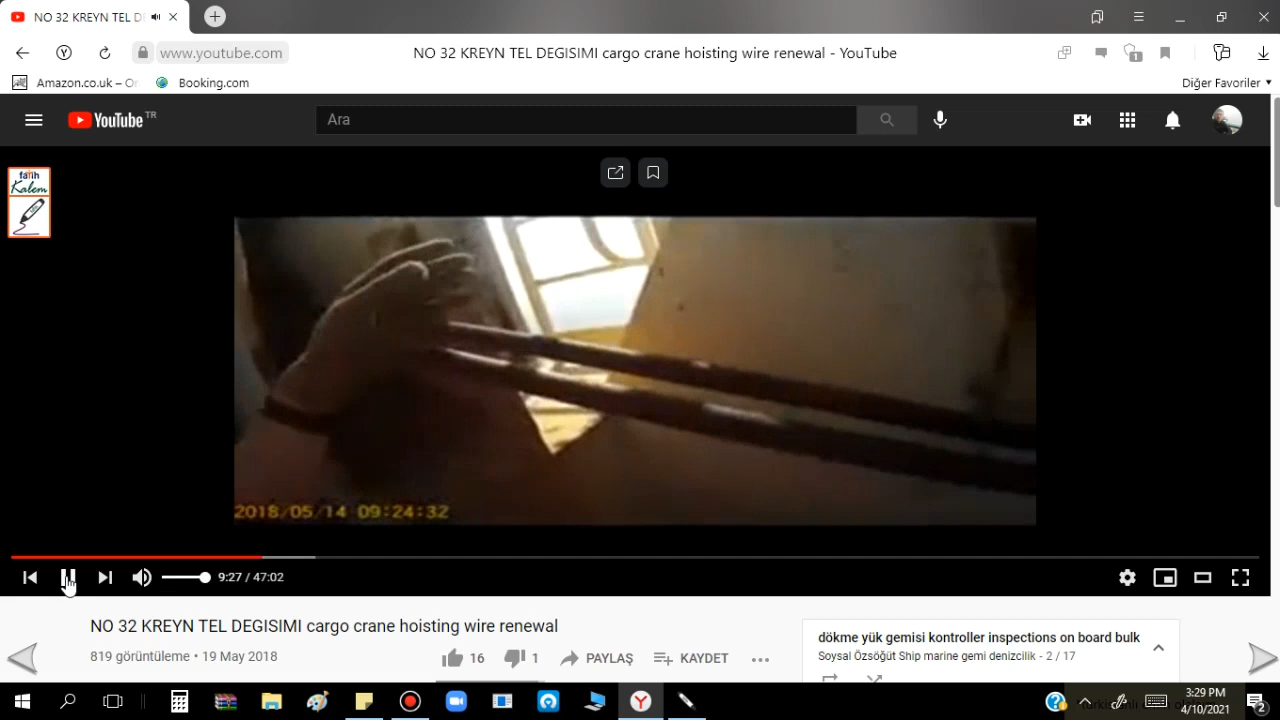 NO 32 KREYN TEL D
www.youtube.com
NO 32 KREYN TEL DEGISIMI cargo crane hoisting wire renewal - YouTube
1
Amazon.co.uk – O
Booking.com
Diğer Favoriler
YouTube TR
Ara
fatih
Kalem
2018/05/14 09:24:32
9:27 / 47:02
NO 32 KREYN TEL DEGISIMI cargo crane hoisting wire renewal
819 görüntüleme • 19 May 2018
16
1
PAYLAŞ
KAYDET
dökme yük gemisi kontroller inspections on board bulk
Soysal Özsöğüt Ship marine gemi denizcilik - 2 / 17
3:29 PM
4/10/2021
2